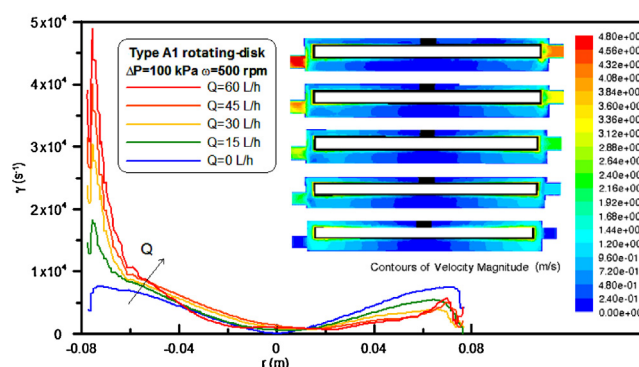 5x10⁴
4x10⁴
3x10⁴
2x10⁴
1x10⁴
0
γ (s⁻¹)
-0.08
-0.04
0
0.04
0.08
r (m)
Type A1 rotating-disk
ΔP=100 kPa ω=500 rpm
Q=60 L/h
Q=45 L/h
Q=30 L/h
Q=15 L/h
Q=0 L/h
Q
Contours of Velocity Magnitude (m/s)
4.80e+00
4.56e+00
4.32e+00
4.08e+00
3.84e+00
3.60e+00
3.36e+00
3.12e+00
2.88e+00
2.64e+00
2.40e+00
2.16e+00
1.92e+00
1.68e+00
1.44e+00
1.20e+00
9.60e-01
7.20e-01
4.80e-01
2.40e-01
0.00e+00